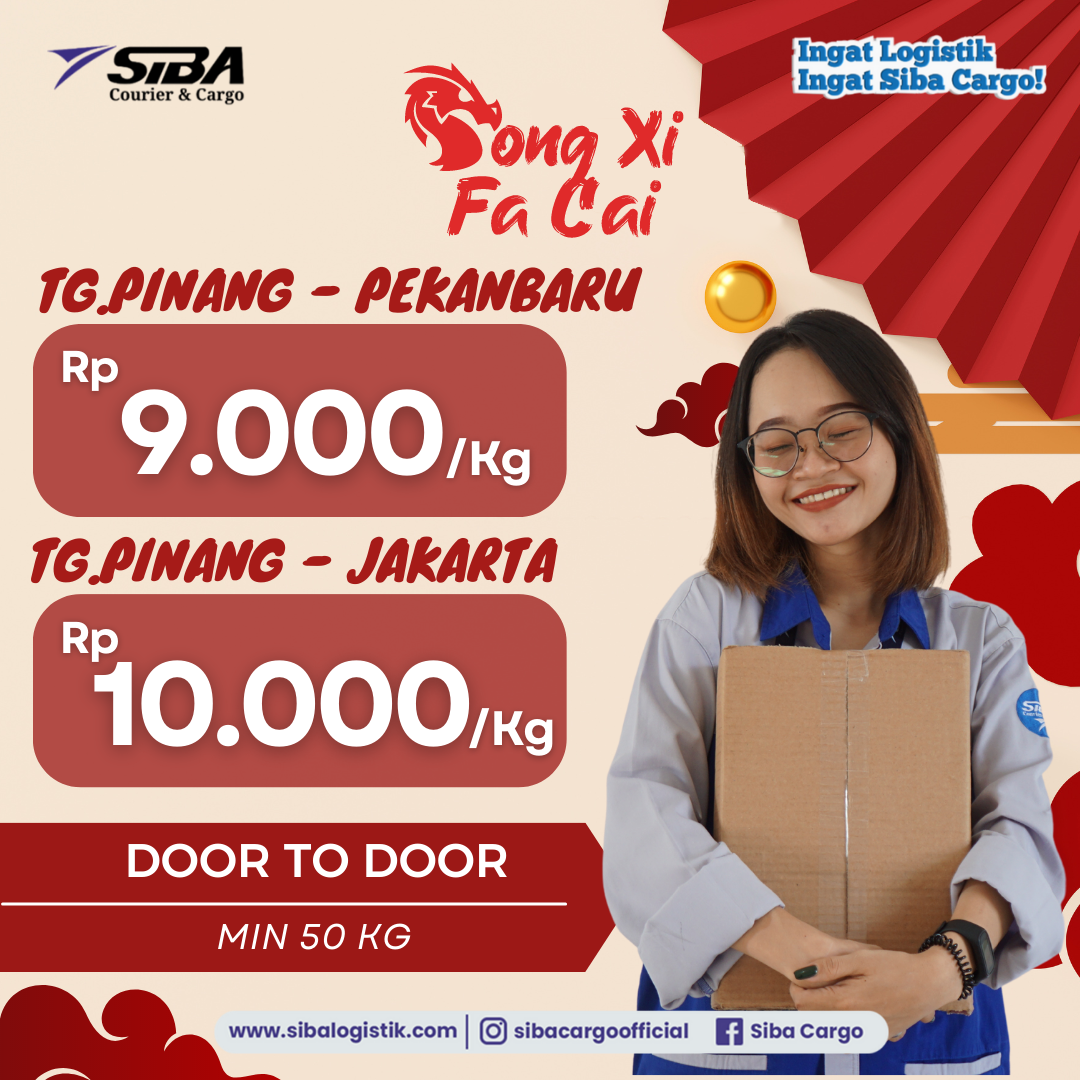 SIBA
Courier & Cargo
Ingat Logistik
Ingat Siba Cargo!
ong Xi
Fa Cai
TG.PINANG - PEKANBARU
Rp
9.000/Kg
TG.PINANG - JAKARTA
Rp
10.000/Kg
DOOR TO DOOR
MIN 50 KG
www.sibalogistik.com
sibacargoofficial
Siba Cargo